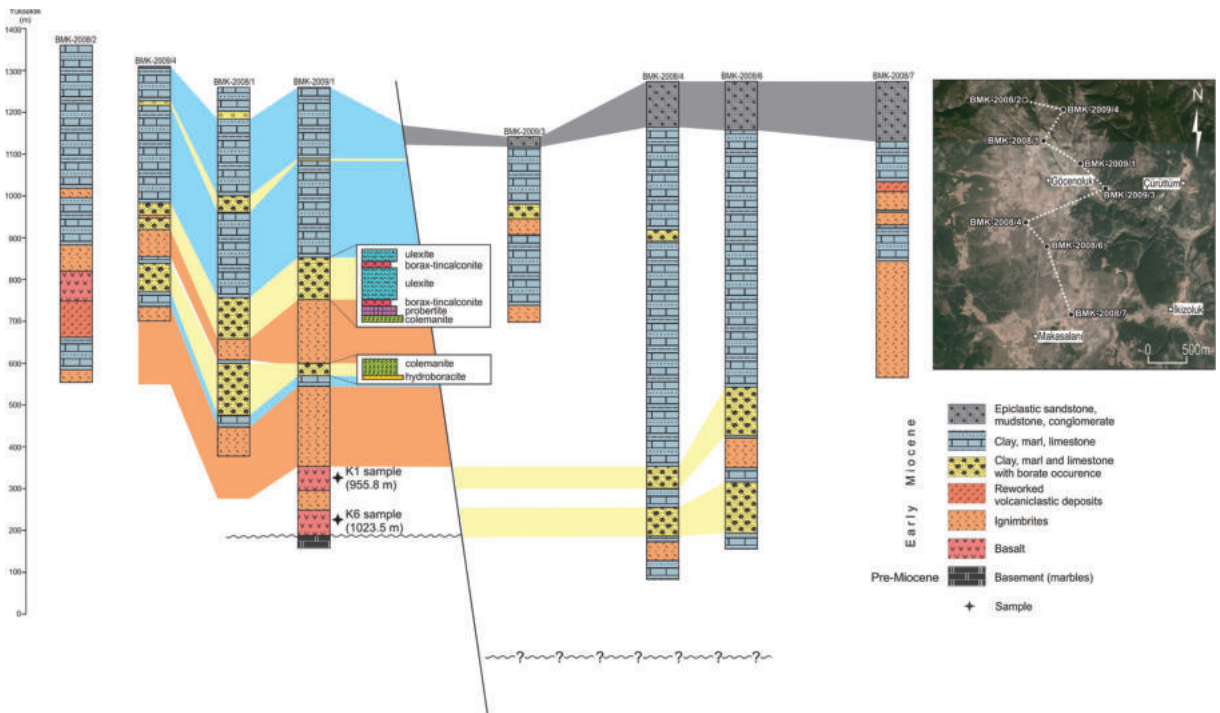 (m)
1400
1300
1200
1100
1000
900
800
700
600
500
400
300
200
100
0
BMK-2008/2
BMK-2009/4
BMK-2008/1
BMK-2009/1
BMK-2009/3
BMK-2008/4
BMK-2008/6
BMK-2008/7
ulexite
borax-tincalconite
ulexite
borax-tincalconite
probertite
colemanite
colemanite
hydroboracite
K1 sample
(955.8 m)
K6 sample
(1023.5 m)
? ? ? ? ? ? ?
N
BMK-2008/2
BMK-2009/4
BMK-2008/1
BMK-2009/1
Göcenoluk
Çürüttüm
BMK-2009/3
BMK-2008/4
BMK-2008/6
BMK-2008/7
İkizoluk
Makasalanı
0 500m
Early Miocene
Epiclastic sandstone,
mudstone, conglomerate
Clay, marl, limestone
Clay, marl and limestone
with borate occurence
Reworked
volcaniclastic deposits
Ignimbrites
Basalt
Pre-Miocene
Basement (marbles)
Sample